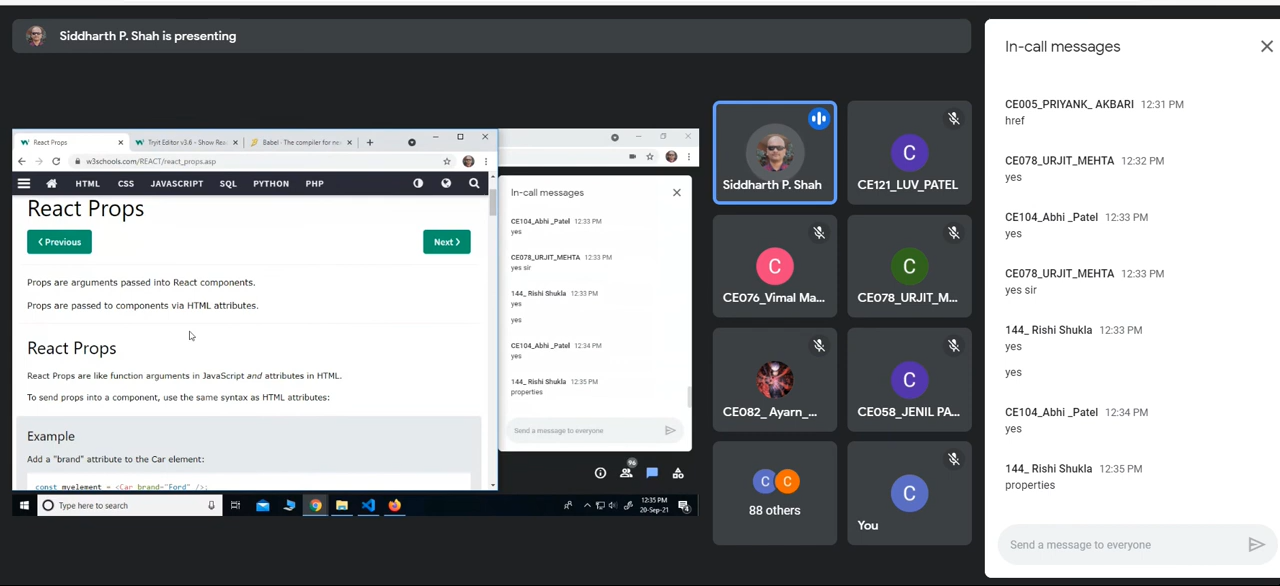 Siddharth P. Shah is presenting
React Props
Tryit Editor v3.6 - Show Rea
Babel · The compiler for ne
w3schools.com/REACT/react_props.asp
HTML CSS JAVASCRIPT SQL PYTHON PHP
React Props
❮ Previous
Next ❯
Props are arguments passed into React components.
Props are passed to components via HTML attributes.
React Props
React Props are like function arguments in JavaScript and attributes in HTML.
To send props into a component, use the same syntax as HTML attributes:
Example
Add a "brand" attribute to the Car element:
const myelement = <Car brand="Ford" />;
In-call messages
CE104_Abhi _Patel 12:33 PM
yes
CE078_URJIT_MEHTA 12:33 PM
yes sir
144_ Rishi Shukla 12:33 PM
yes
yes
CE104_Abhi _Patel 12:34 PM
yes
144_ Rishi Shukla 12:35 PM
properties
Send a message to everyone
96
Type here to search
12:35 PM
20-Sep-21
4
Siddharth P. Shah
C
CE121_LUV_PATEL
C
CE076_Vimal Ma...
C
CE078_URJIT_M...
CE082_ Ayarn_...
C
CE058_JENIL PA...
C C
88 others
C
You
In-call messages
CE005_PRIYANK_ AKBARI 12:31 PM
href
CE078_URJIT_MEHTA 12:32 PM
yes
CE104_Abhi _Patel 12:33 PM
yes
CE078_URJIT_MEHTA 12:33 PM
yes sir
144_ Rishi Shukla 12:33 PM
yes
yes
CE104_Abhi _Patel 12:34 PM
yes
144_ Rishi Shukla 12:35 PM
properties
Send a message to everyone